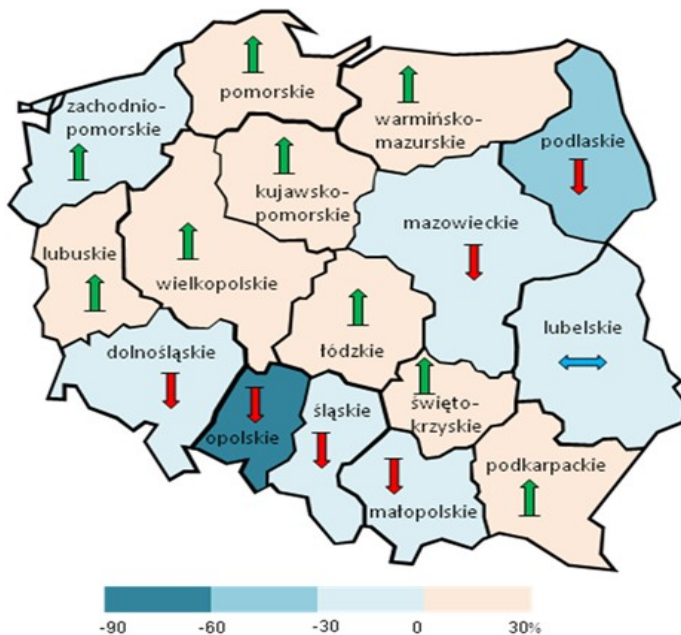 pomorskie
zachodnio-
pomorskie
warmińsko-
mazurskie
podlaskie
kujawsko-
pomorskie
mazowieckie
lubuskie
wielkopolskie
łódzkie
lubelskie
dolnośląskie
opolskie
śląskie
święto-
krzyskie
podkarpackie
małopolskie
-90 -60 -30 0 30%